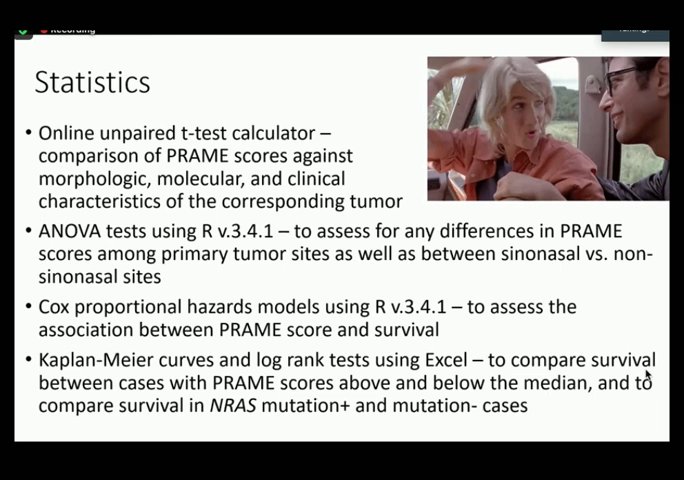 Recording
Statistics
• Online unpaired t-test calculator –
comparison of PRAME scores against
morphologic, molecular, and clinical
characteristics of the corresponding tumor
• ANOVA tests using R v.3.4.1 – to assess for any differences in PRAME
scores among primary tumor sites as well as between sinonasal vs. non-
sinonasal sites
• Cox proportional hazards models using R v.3.4.1 – to assess the
association between PRAME score and survival
• Kaplan-Meier curves and log rank tests using Excel – to compare survival
between cases with PRAME scores above and below the median, and to
compare survival in NRAS mutation+ and mutation- cases